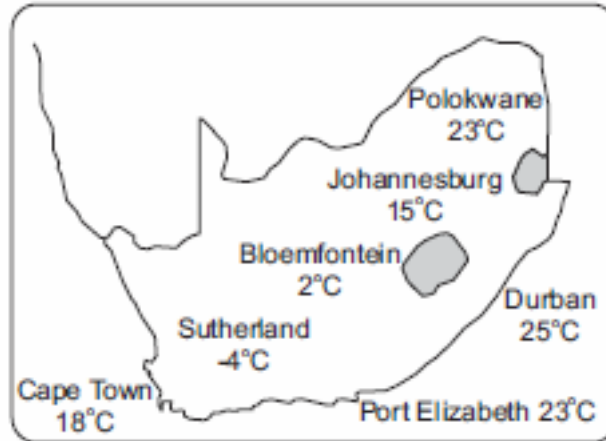 Polokwane
23°C
Johannesburg
15°C
Bloemfontein
2°C
Durban
25°C
Sutherland
-4°C
Cape Town
18°C
Port Elizabeth 23°C